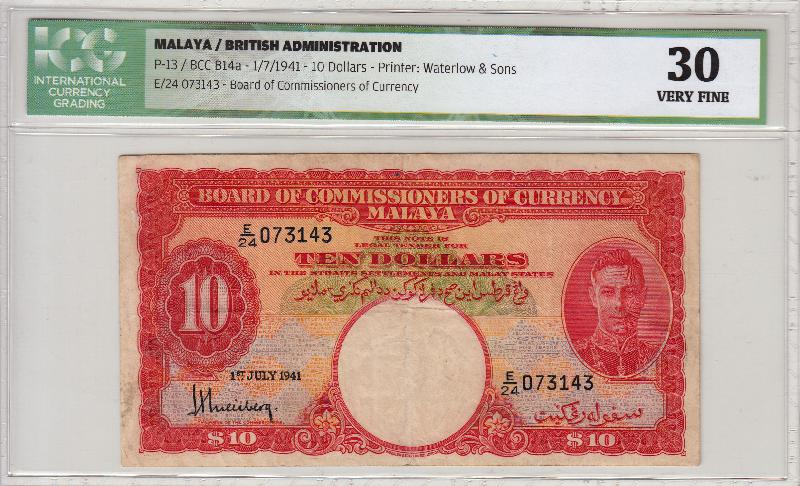 ICG
INTERNATIONAL
CURRENCY
GRADING
MALAYA / BRITISH ADMINISTRATION
P-13 / BCC B14a - 1/7/1941 - 10 Dollars - Printer: Waterlow & Sons
E/24 073143 - Board of Commissioners of Currency
30
VERY FINE
BOARD OF COMMISSIONERS OF CURRENCY
MALAYA
E/24 073143
THIS NOTE IS
LEGAL TENDER FOR
TEN DOLLARS
IN THE STRAITS SETTLEMENTS AND MALAY STATES
10
1ST JULY 1941
E/24 073143
$10
$10